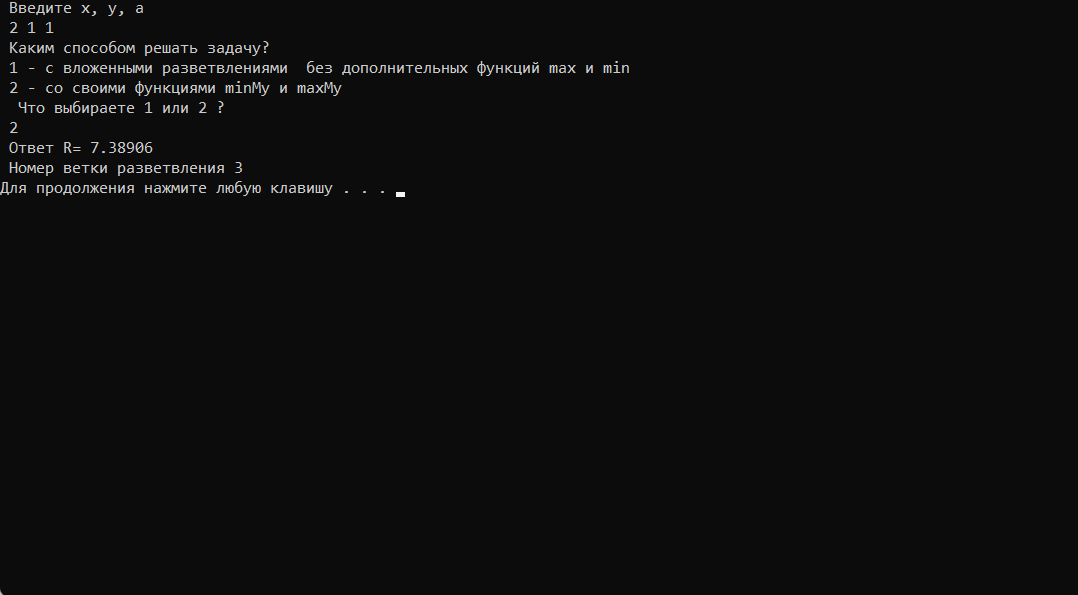 Введите x, y, a
2 1 1
Каким способом решать задачу?
1 - с вложенными разветвлениями  без дополнительных функций max и min
2 - со своими функциями minMy и maxMy
Что выбираете 1 или 2 ?
2
Ответ R= 7.38906
Номер ветки разветвления 3
Для продолжения нажмите любую клавишу . . .